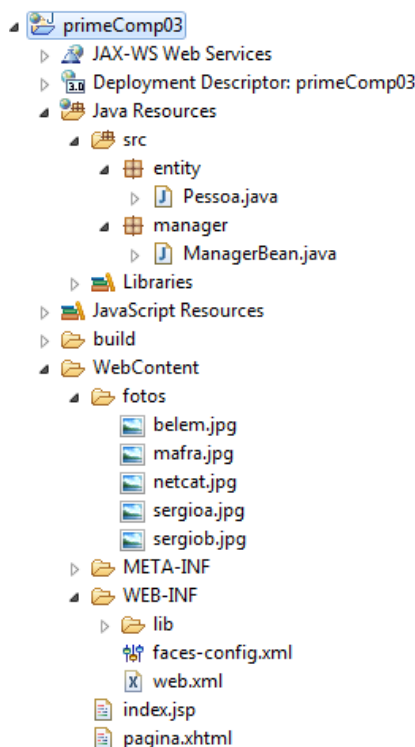 primeComp03
JAX-WS Web Services
3.0 Deployment Descriptor: primeComp03
Java Resources
src
entity
J Pessoa.java
manager
J ManagerBean.java
Libraries
JavaScript Resources
build
WebContent
fotos
belem.jpg
mafra.jpg
netcat.jpg
sergioa.jpg
sergiob.jpg
META-INF
WEB-INF
lib
faces-config.xml
X web.xml
index.jsp
pagina.xhtml